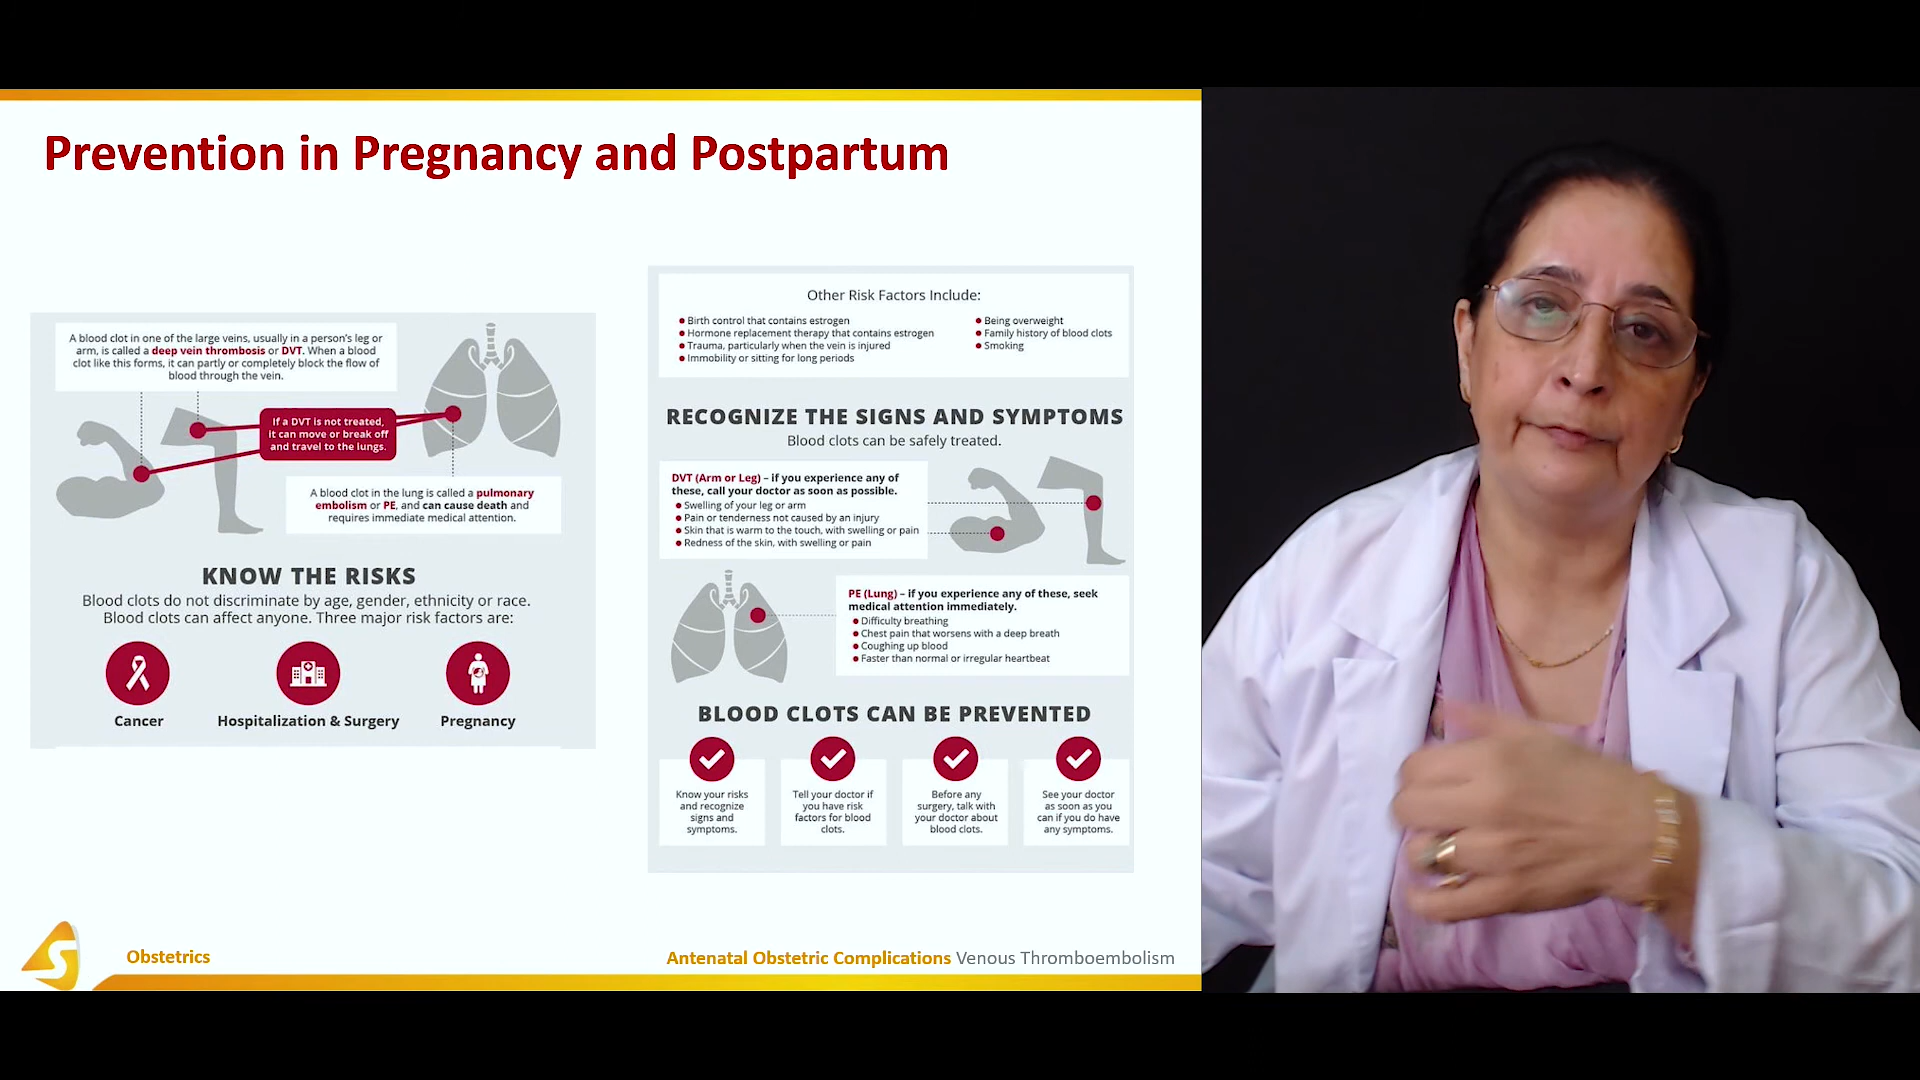 Prevention in Pregnancy and Postpartum
A blood clot in one of the large veins, usually in a person's leg or
arm, is called a deep vein thrombosis or DVT. When a blood
clot like this forms, it can partly or completely block the flow of
blood through the vein.
If a DVT is not treated,
it can move or break off
and travel to the lungs.
A blood clot in the lung is called a pulmonary
embolism or PE, and can cause death and
requires immediate medical attention.
KNOW THE RISKS
Blood clots do not discriminate by age, gender, ethnicity or race.
Blood clots can affect anyone. Three major risk factors are:
Cancer
Hospitalization & Surgery
Pregnancy
Other Risk Factors Include:
Birth control that contains estrogen
Hormone replacement therapy that contains estrogen
Trauma, particularly when the vein is injured
Immobility or sitting for long periods
Being overweight
Family history of blood clots
Smoking
RECOGNIZE THE SIGNS AND SYMPTOMS
Blood clots can be safely treated.
DVT (Arm or Leg) – if you experience any of
these, call your doctor as soon as possible.
Swelling of your leg or arm
Pain or tenderness not caused by an injury
Skin that is warm to the touch, with swelling or pain
Redness of the skin, with swelling or pain
PE (Lung) – if you experience any of these, seek
medical attention immediately.
Difficulty breathing
Chest pain that worsens with a deep breath
Coughing up blood
Faster than normal or irregular heartbeat
BLOOD CLOTS CAN BE PREVENTED
Know your risks
and recognize
signs and
symptoms.
Tell your doctor if
you have risk
factors for blood
clots.
Before any
surgery, talk with
your doctor about
blood clots.
See your doctor
as soon as you
can if you do have
any symptoms.
S
Obstetrics
Antenatal Obstetric Complications Venous Thromboembolism